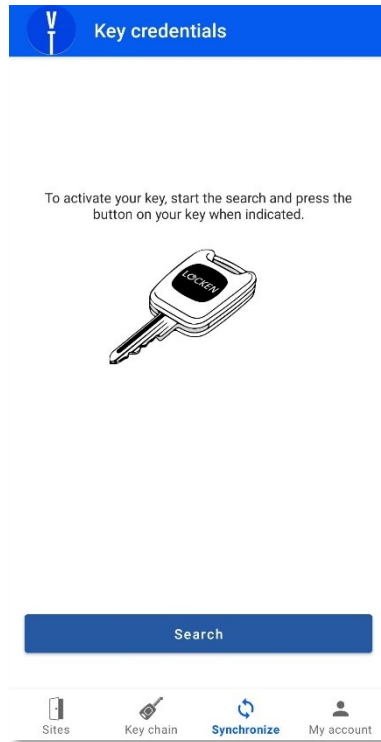 V
T
Key credentials
To activate your key, start the search and press the
button on your key when indicated.
LOCKEN
Search
Sites
Key chain
Synchronize
My account